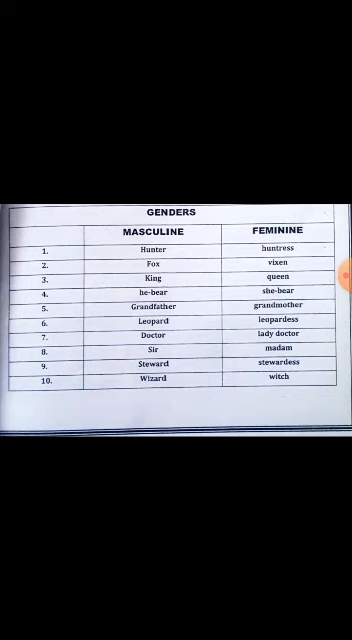 GENDERS
MASCULINE FEMININE
1. Hunter huntress
2. Fox vixen
3. King queen
4. he-bear she-bear
5. Grandfather grandmother
6. Leopard leopardess
7. Doctor lady doctor
8. Sir madam
9. Steward stewardess
10. Wizard witch